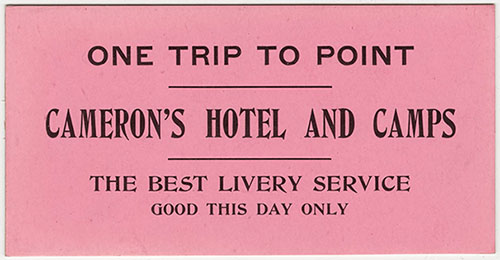 ONE TRIP TO POINT
CAMERON'S HOTEL AND CAMPS
THE BEST LIVERY SERVICE
GOOD THIS DAY ONLY